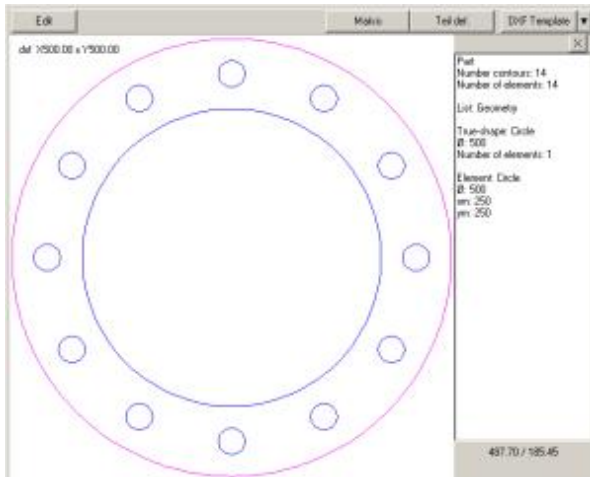 Edit
Makro
Teil def.
DXF Template
def X500.00 x Y500.00
Part
Number contours: 14
Number of elements: 14
List: Geometry
True-shape: Circle
Ø: 500
Number of elements: 1
Element: Circle
Ø: 500
xm: 250
ym: 250
497.70 / 185.45